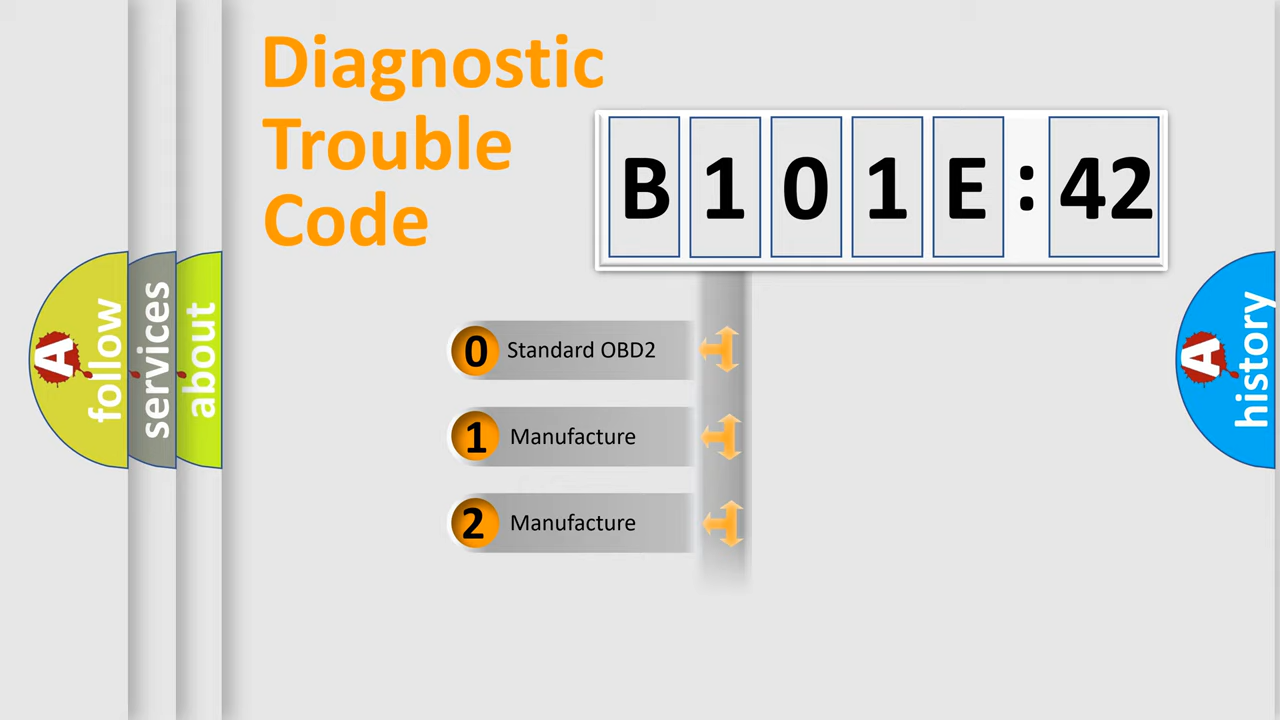 Diagnostic
Trouble
Code
B 1 0 1 E : 42
0 Standard OBD2
1 Manufacture
2 Manufacture
A follow
services
about
A history